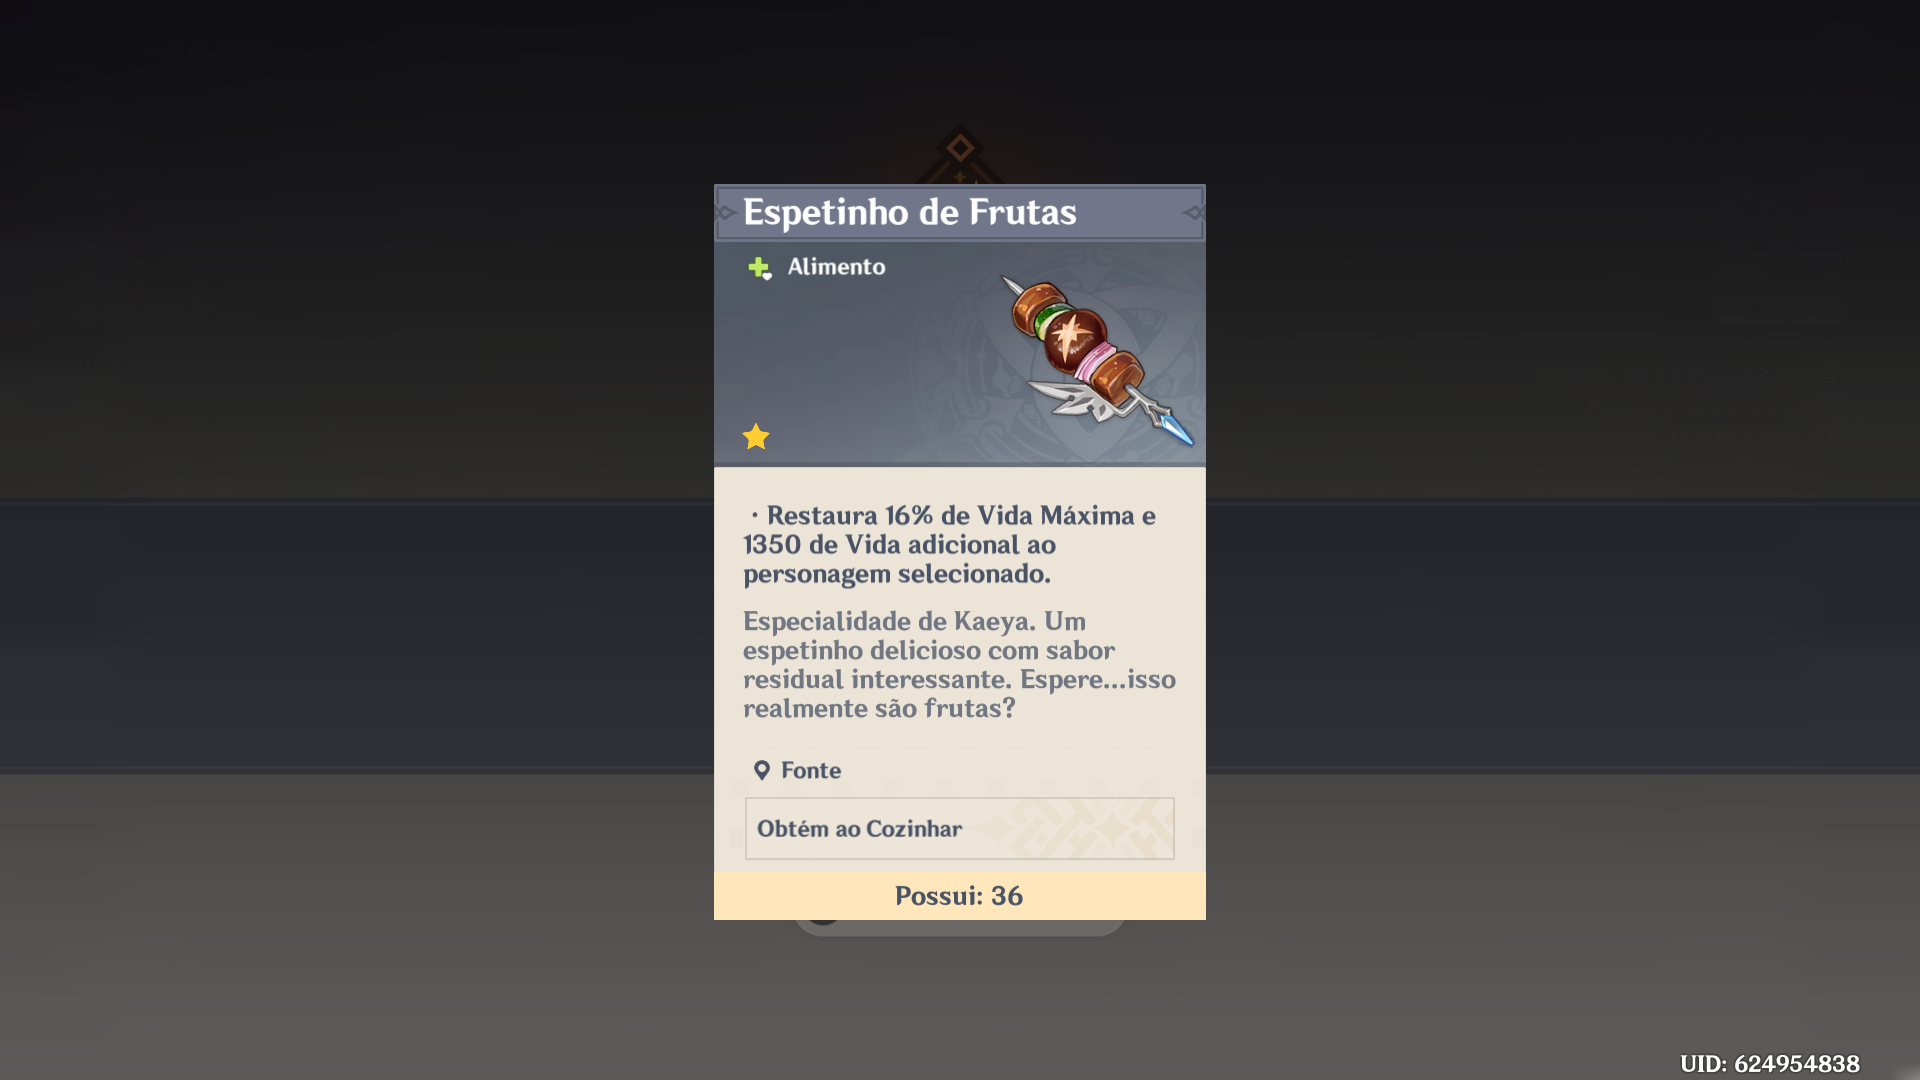 Espetinho de Frutas
Alimento
· Restaura 16% de Vida Máxima e
1350 de Vida adicional ao
personagem selecionado.
Especialidade de Kaeya. Um
espetinho delicioso com sabor
residual interessante. Espere...isso
realmente são frutas?
Fonte
Obtém ao Cozinhar
Possui: 36
UID: 624954838